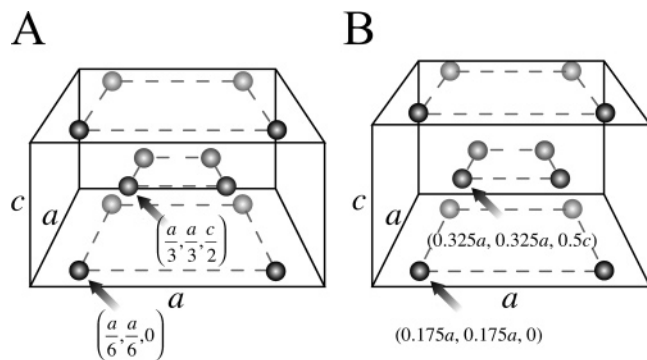 A
c
a
a
(a/3, a/3, c/2)
(a/6, a/6, 0)
B
c
a
a
(0.325a, 0.325a, 0.5c)
(0.175a, 0.175a, 0)